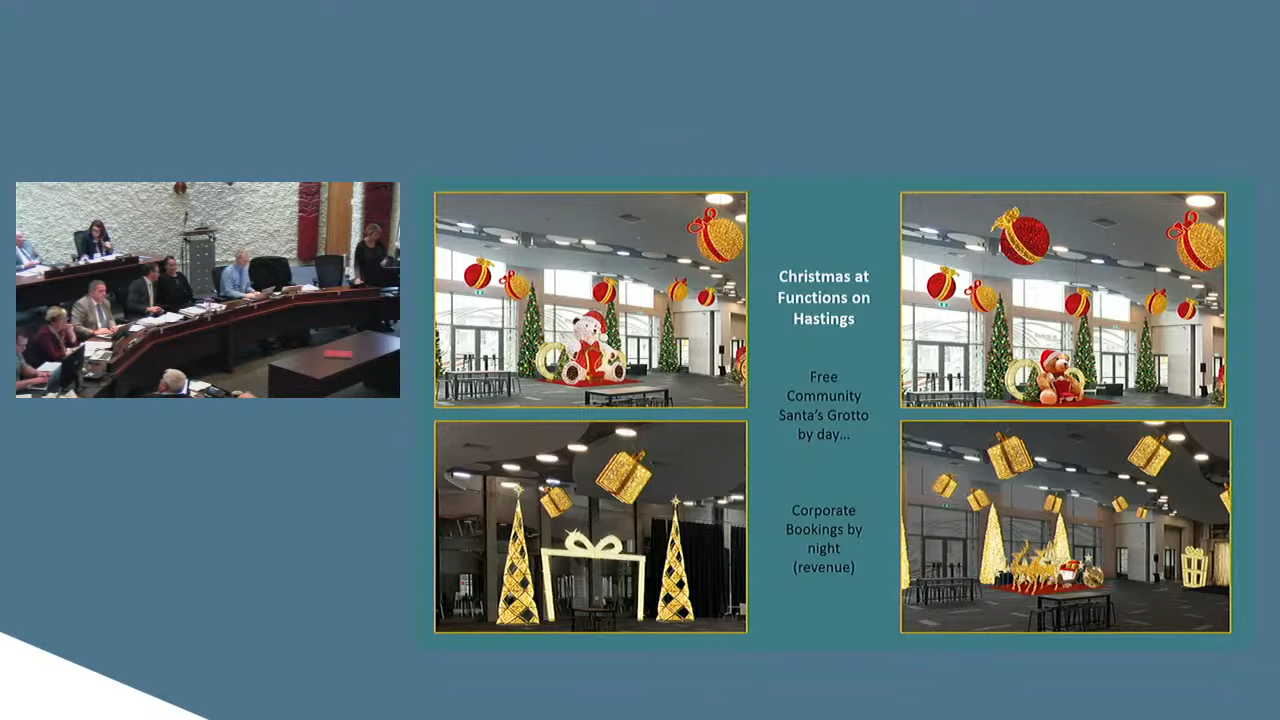 Christmas at
Functions on
Hastings
Free
Community
Santa’s Grotto
by day...
Corporate
Bookings by
night
(revenue)